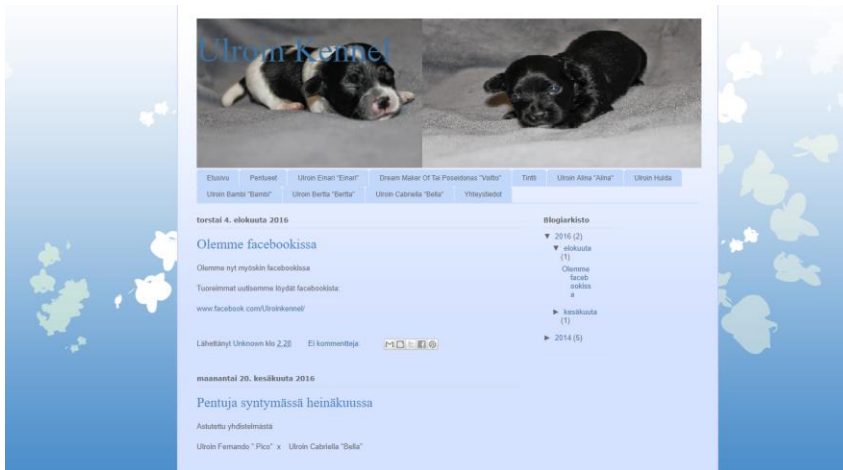 Ulroin Kennel
Etusivu Pentueet Ulroin Einari "Einari" Dream Maker Of Tai Poseidonas "Voitto" Tintti Ulroin Alina "Alina" Ulroin Hulda
Ulroin Bambi "Bambi" Ulroin Bertta "Bertta" Ulroin Cabriella "Bella" Yhteystiedot
torstai 4. elokuuta 2016
Olemme facebookissa
Olemme nyt myöskin facebookissa
Tuoreimmat uutisemme löydät facebookista.
www.facebook.com/Ulroinkennel/
Lähettänyt Unknown klo 2.28 Ei kommentteja:
maanantai 20. kesäkuuta 2016
Pentuja syntymässä heinäkuussa
Astutettu yhdistelmästä
Ulroin Fernando " Pico" x Ulroin Cabriella "Bella"
Blogiarkisto
▼ 2016 (2)
▼ elokuuta
(1)
Olemme
faceb
ookiss
a
► kesäkuuta
(1)
► 2014 (5)